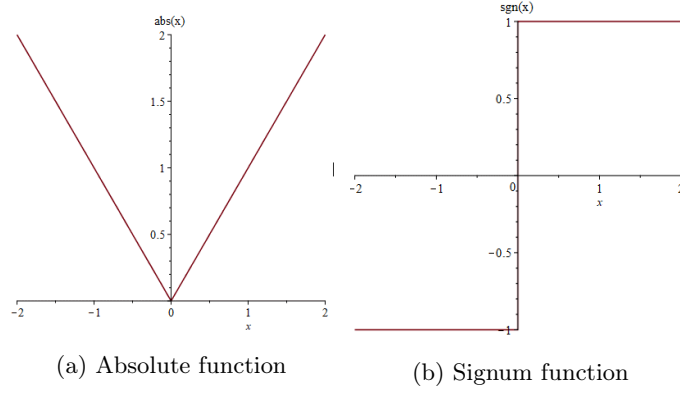 abs(x)
2
1.5
1
0.5
-2 -1 0 1 2
x
(a) Absolute function
sgn(x)
1
0.5
-2 -1 0 1 2
x
-0.5
-1
(b) Signum function